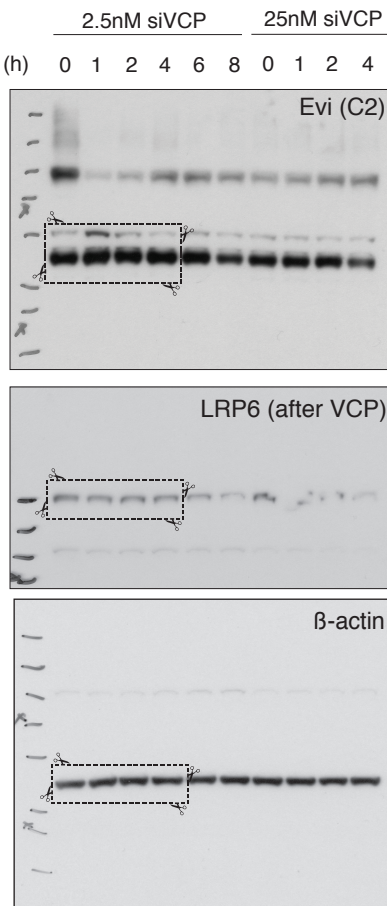 2.5nM siVCP 25nM siVCP
(h) 0 1 2 4 6 8 0 1 2 4
Evi (C2)
LRP6 (after VCP)
ß-actin